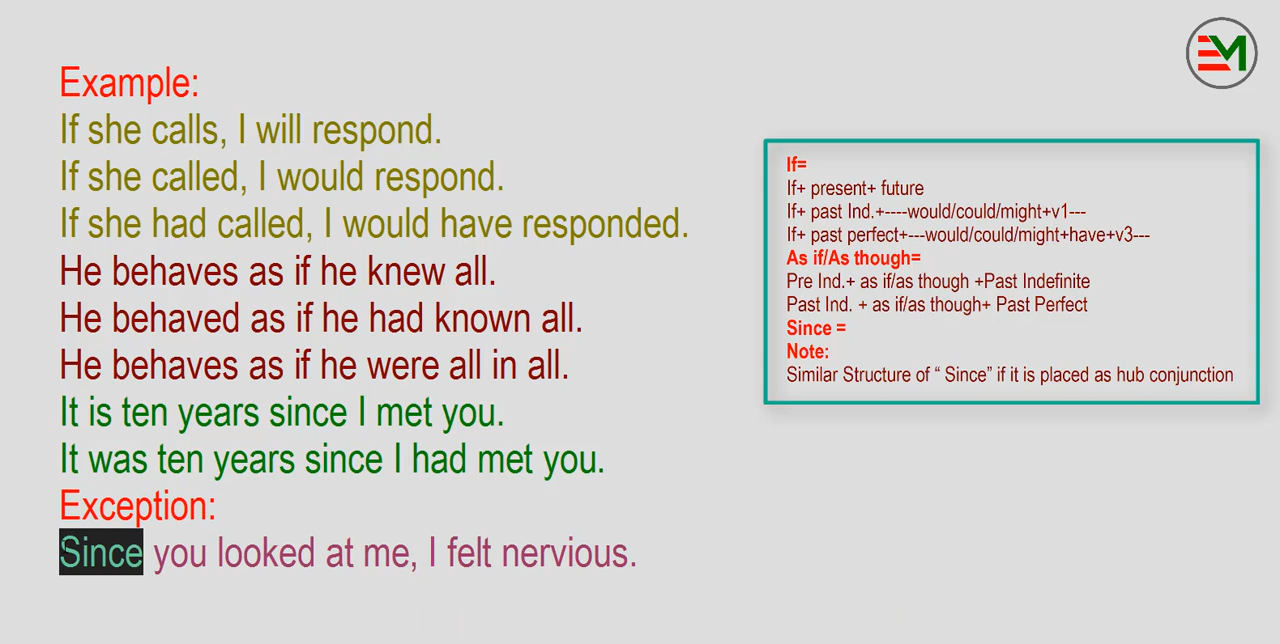 EM
Example:
If she calls, I will respond.
If she called, I would respond.
If she had called, I would have responded.
He behaves as if he knew all.
He behaved as if he had known all.
He behaves as if he were all in all.
It is ten years since I met you.
It was ten years since I had met you.
Exception:
Since you looked at me, I felt nervious.
If=
If+ present+ future
If+ past Ind.+----would/could/might+v1---
If+ past perfect+---would/could/might+have+v3---
As if/As though=
Pre Ind.+ as if/as though +Past Indefinite
Past Ind. + as if/as though+ Past Perfect
Since =
Note:
Similar Structure of “ Since” if it is placed as hub conjunction